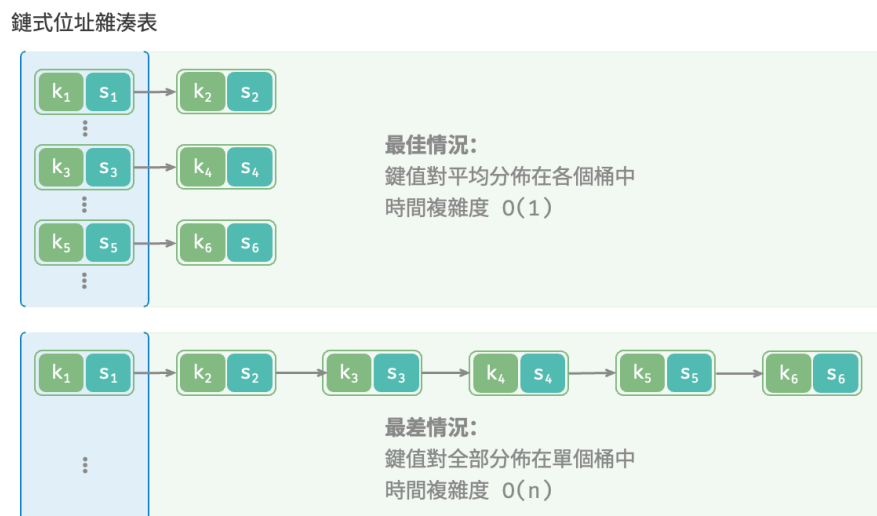 鏈式位址雜湊表
k₁ s₁ k₂ s₂
k₃ s₃ k₄ s₄
k₅ s₅ k₆ s₆
最佳情況：
鍵值對平均分佈在各個桶中
時間複雜度 O(1)
k₁ s₁ k₂ s₂ k₃ s₃ k₄ s₄ k₅ s₅ k₆ s₆
最差情況：
鍵值對全部分佈在單個桶中
時間複雜度 O(n)